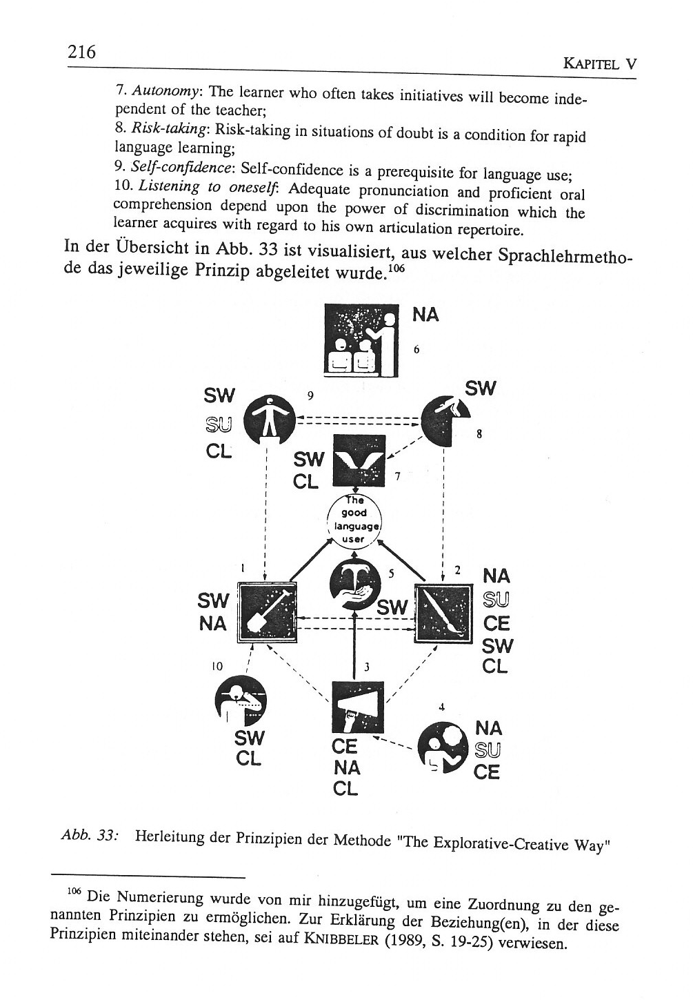 216
KAPITEL V
7. Autonomy: The learner who often takes initiatives will become inde-
pendent of the teacher;
8. Risk-taking: Risk-taking in situations of doubt is a condition for rapid
language learning;
9. Self-confidence: Self-confidence is a prerequisite for language use;
10. Listening to oneself: Adequate pronunciation and proficient oral
comprehension depend upon the power of discrimination which the
learner acquires with regard to his own articulation repertoire.
In der Übersicht in Abb. 33 ist visualisiert, aus welcher Sprachlehrmetho-
de das jeweilige Prinzip abgeleitet wurde.106
NA
6
SW
SU
CL
9
SW
8
SW
CL
7
The
good
language
user
1
SW
NA
5
SW
2
NA
SU
CE
SW
CL
10
SW
CL
3
CE
NA
CL
4
NA
SU
CE
Abb. 33: Herleitung der Prinzipien der Methode "The Explorative-Creative Way"
106 Die Numerierung wurde von mir hinzugefügt, um eine Zuordnung zu den ge-
nannten Prinzipien zu ermöglichen. Zur Erklärung der Beziehung(en), in der diese
Prinzipien miteinander stehen, sei auf KNIBBELER (1989, S. 19-25) verwiesen.